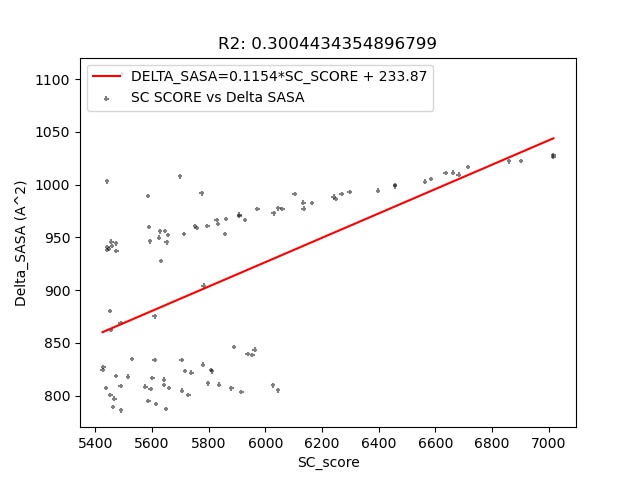 R2: 0.3004434354896799
DELTA_SASA=0.1154*SC_SCORE + 233.87
SC SCORE vs Delta SASA
1100
1050
1000
950
900
850
800
Delta_SASA (A^2)
5400 5600 5800 6000 6200 6400 6600 6800 7000
SC_score